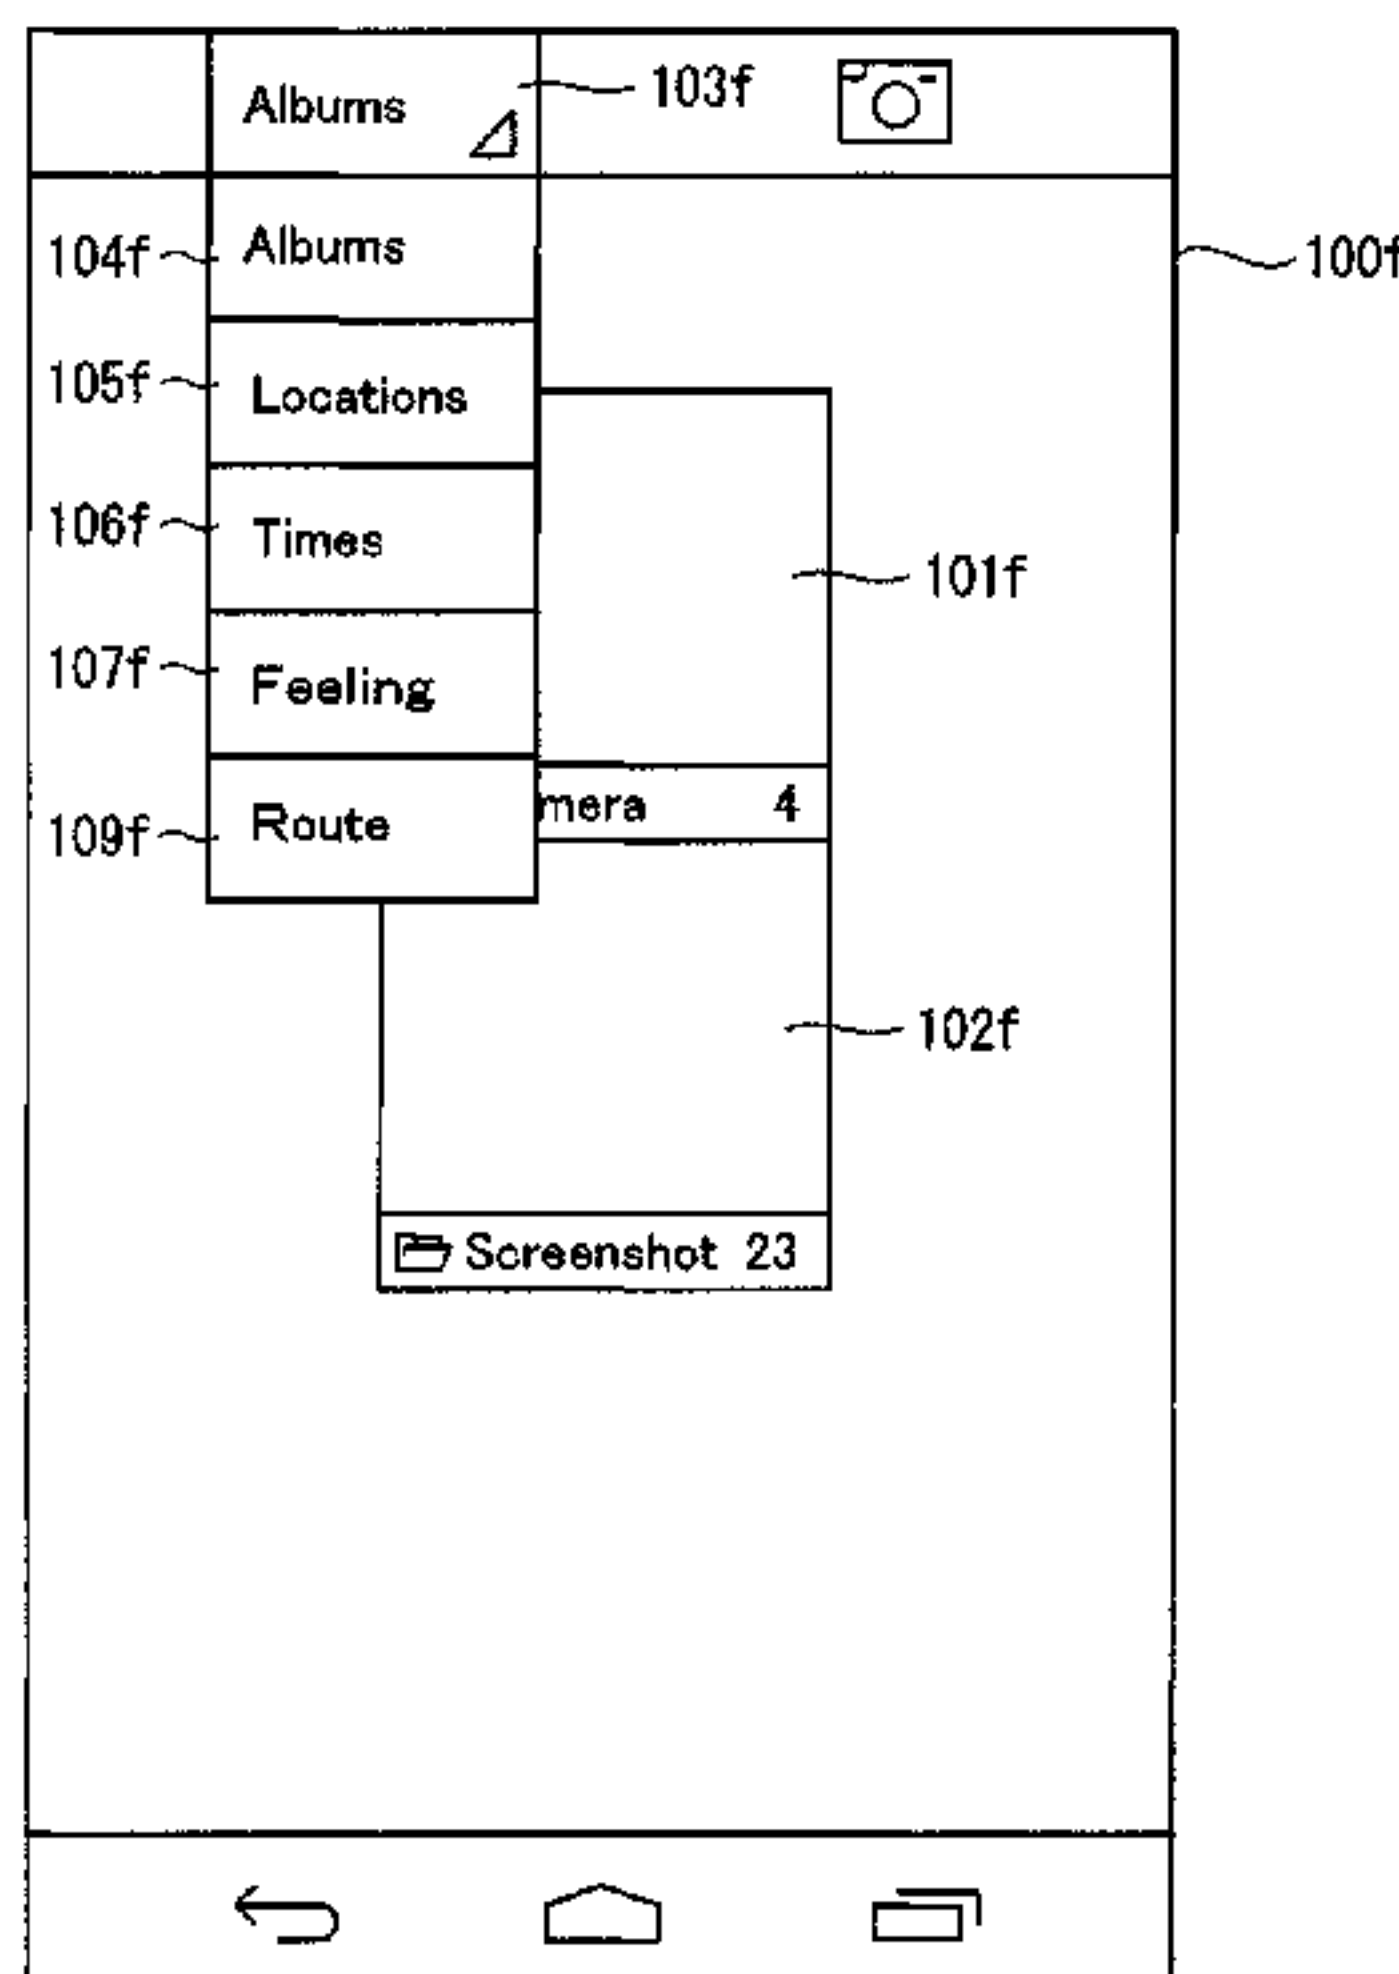 Albums 103f
104f Albums 100f
105f Locations
106f Times
101f
107f Feeling
109f Route mera 4
102f
Screenshot 23